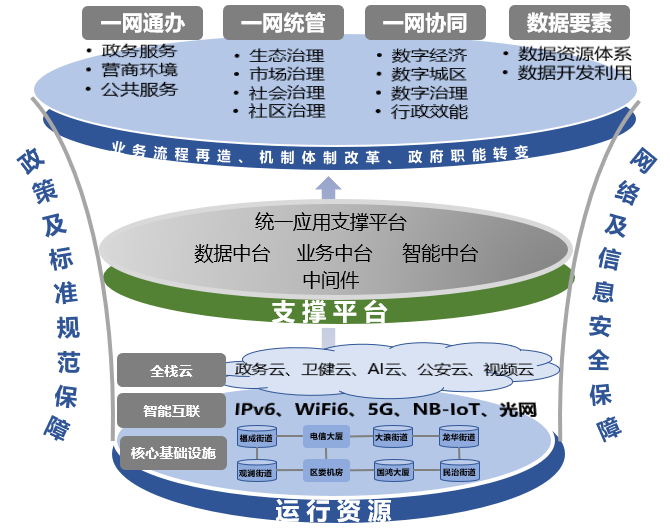 一网通办
一网统管
一网协同
数据要素
• 政务服务
• 营商环境
• 公共服务
• 生态治理
• 市场治理
• 社会治理
• 社区治理
• 数字经济
• 数字城区
• 数字治理
• 行政效能
• 数据资源体系
• 数据开发利用
业务流程再造、机制体制改革、政府职能转变
政策及标准规范保障
网络及信息安全保障
统一应用支撑平台
数据中台 业务中台 智能中台
中间件
支撑平台
全栈云
政务云、卫健云、AI云、公安云、视频云
智能互联
IPv6、WiFi6、5G、NB-IoT、光网
核心基础设施
福成街道 电信大厦 大浪街道 龙华街道
观澜街道 区委机房 国鸿大厦 民治街道
运行资源